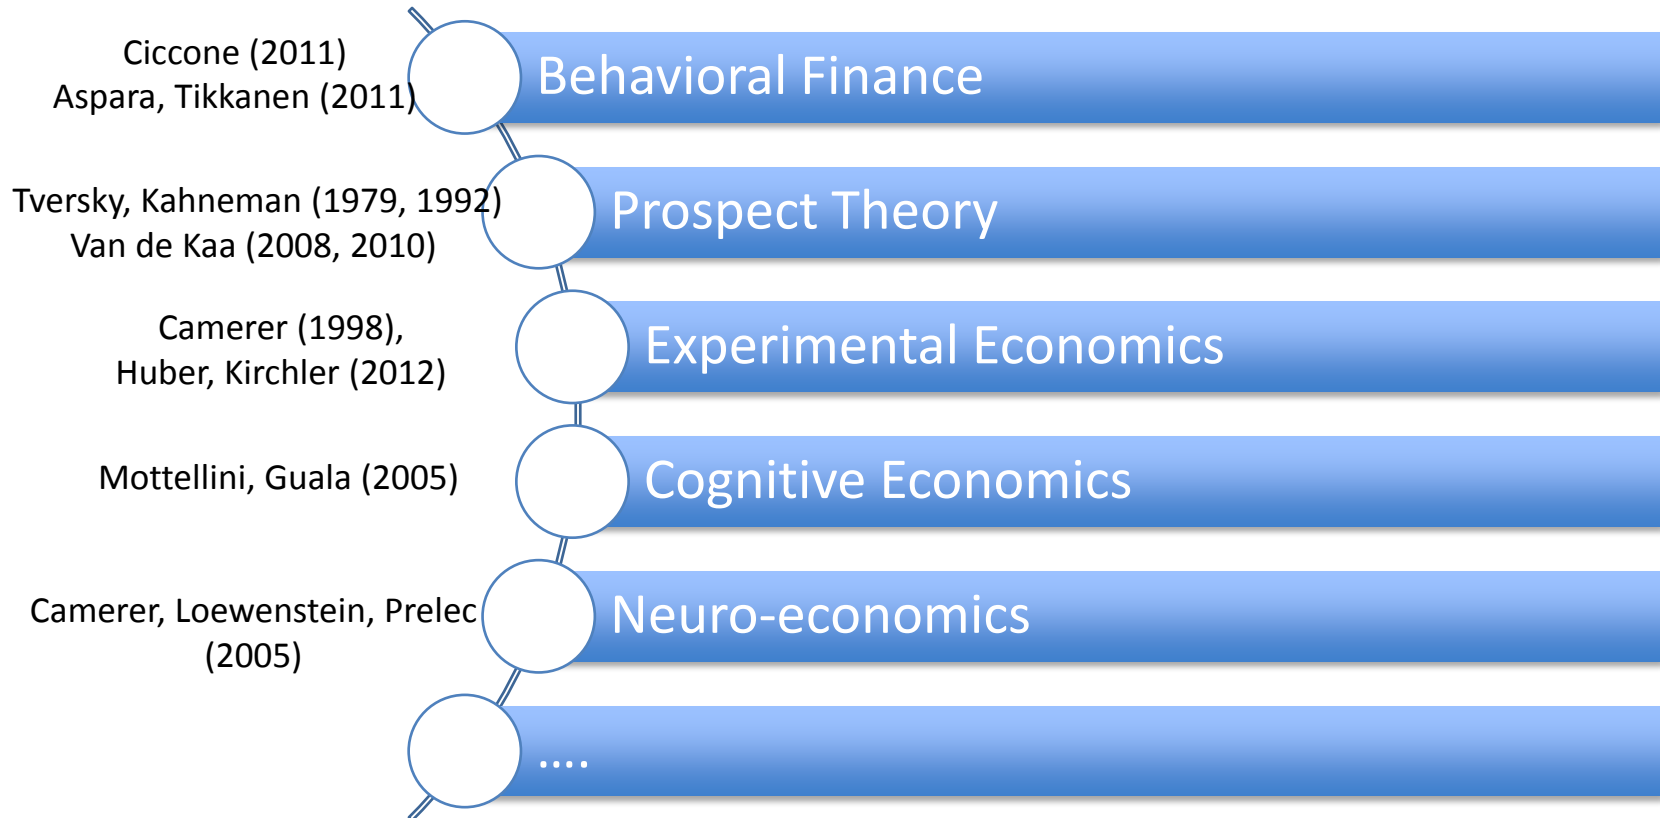 Ciccone (2011)
Aspara, Tikkanen (2011)
Behavioral Finance
Tversky, Kahneman (1979, 1992)
Van de Kaa (2008, 2010)
Prospect Theory
Camerer (1998),
Huber, Kirchler (2012)
Experimental Economics
Mottellini, Guala (2005)
Cognitive Economics
Camerer, Loewenstein, Prelec
(2005)
Neuro-economics
....